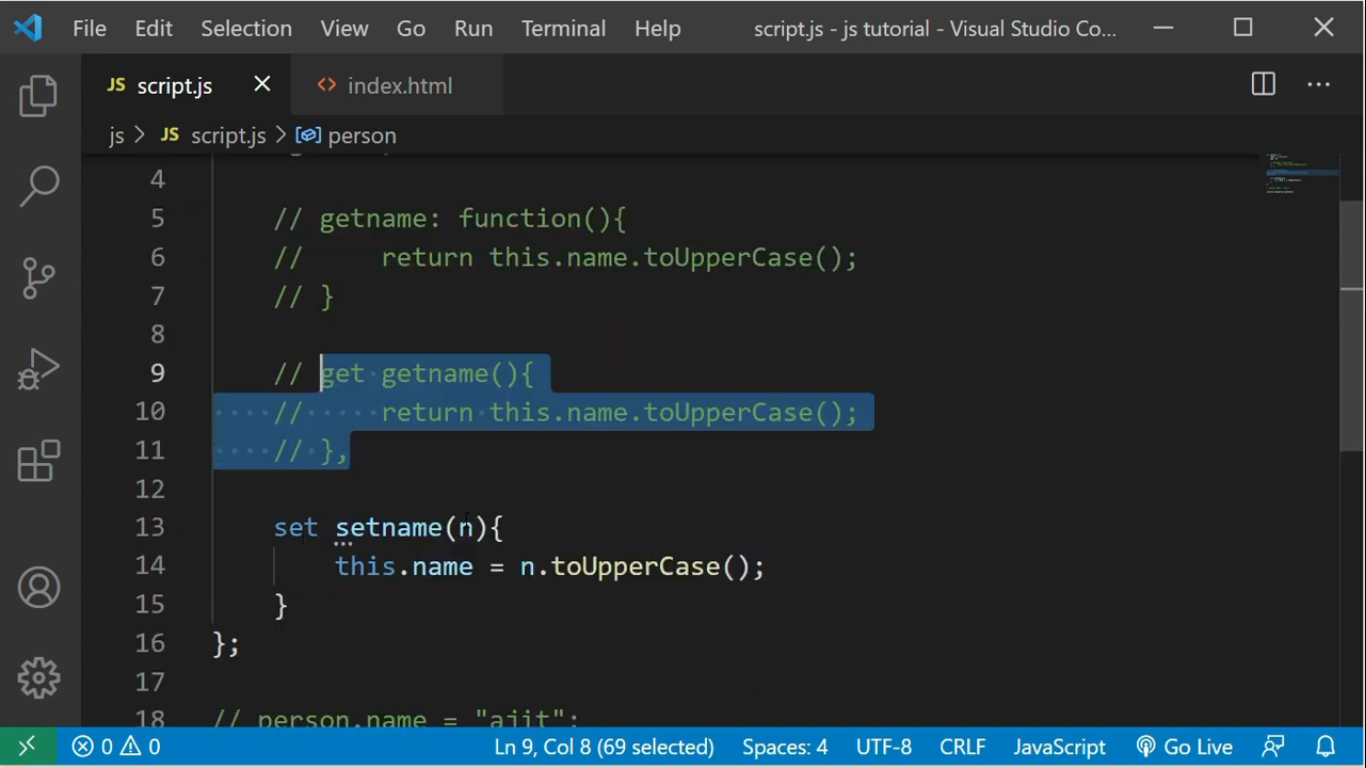 File Edit Selection View Go Run Terminal Help script.js - js tutorial - Visual Studio Co...
JS script.js index.html
js > JS script.js > person
4
5 // getname: function(){
6 // return this.name.toUpperCase();
7 // }
8
9 // get getname(){
10 // return this.name.toUpperCase();
11 // },
12
13 set setname(n){
14 this.name = n.toUpperCase();
15 }
16 };
17
18 // person.name = "ajit";
0 0 Ln 9, Col 8 (69 selected) Spaces: 4 UTF-8 CRLF JavaScript Go Live